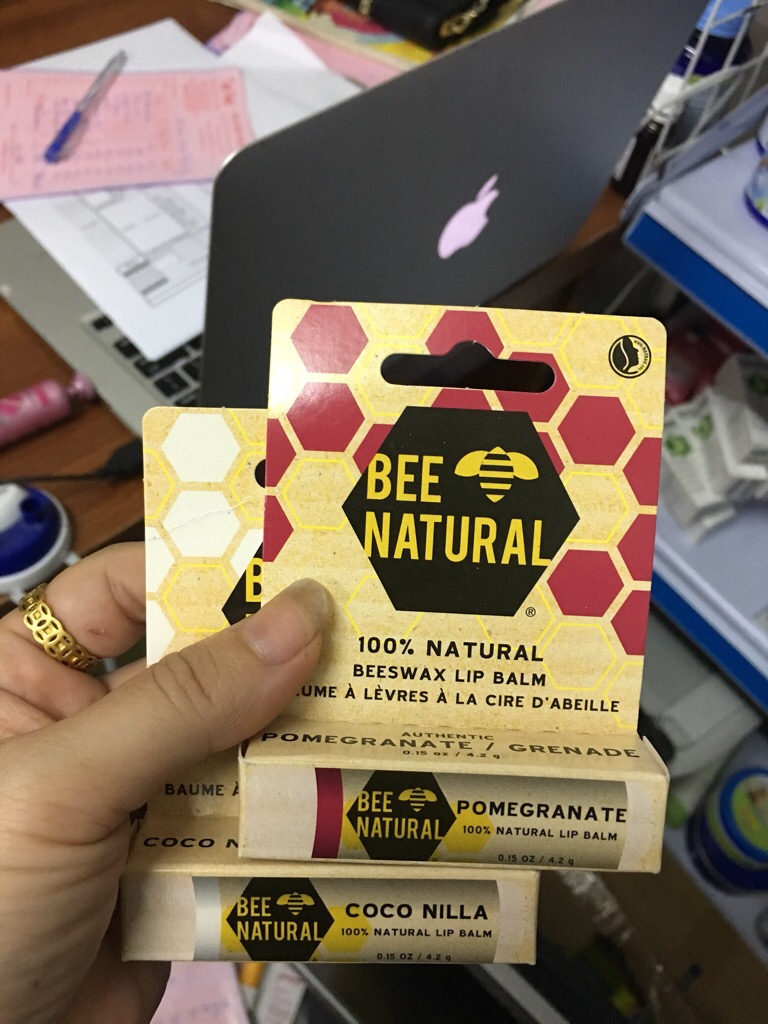 BEE
NATURAL®
100% NATURAL
BEESWAX LIP BALM
UME À LÈVRES À LA CIRE D'ABEILLE
AUTHENTIC
POMEGRANATE / GRENADE
0.15 oz / 4.2 g
BEE
NATURAL
POMEGRANATE
100% NATURAL LIP BALM
0.15 OZ / 4.2 g
B
BAUME À
COCO N
BEE
NATURAL
COCO NILLA
100% NATURAL LIP BALM
0.15 OZ / 4.2 g